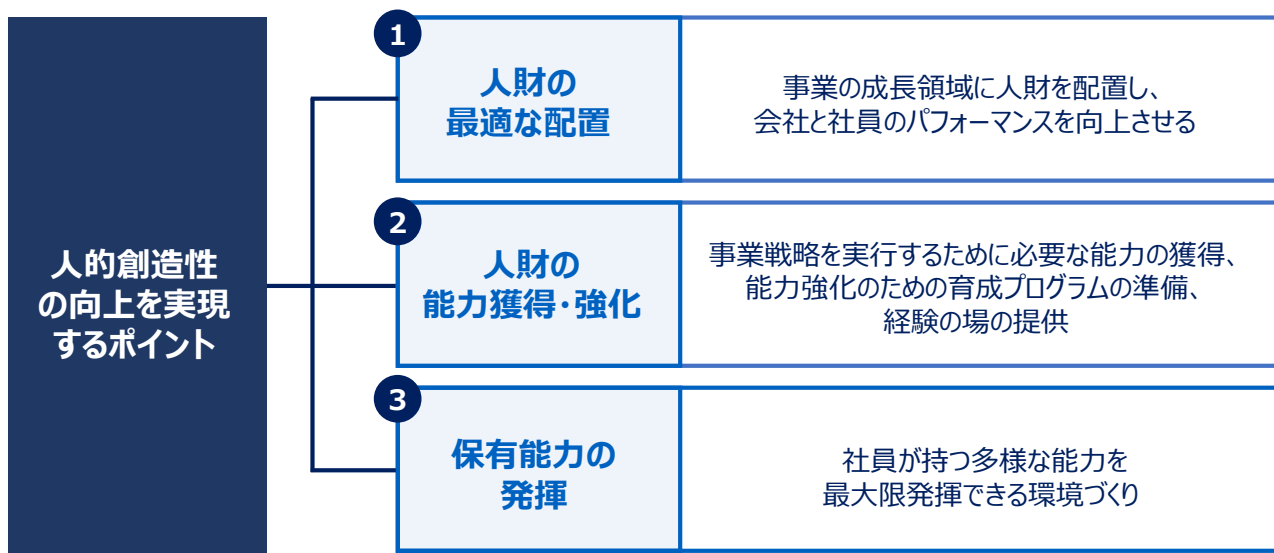 人的創造性
の向上を実現
するポイント
1
人財の
最適な配置
事業の成長領域に人財を配置し、
会社と社員のパフォーマンスを向上させる
2
人財の
能力獲得・強化
事業戦略を実行するために必要な能力の獲得、
能力強化のための育成プログラムの準備、
経験の場の提供
3
保有能力の
発揮
社員が持つ多様な能力を
最大限発揮できる環境づくり